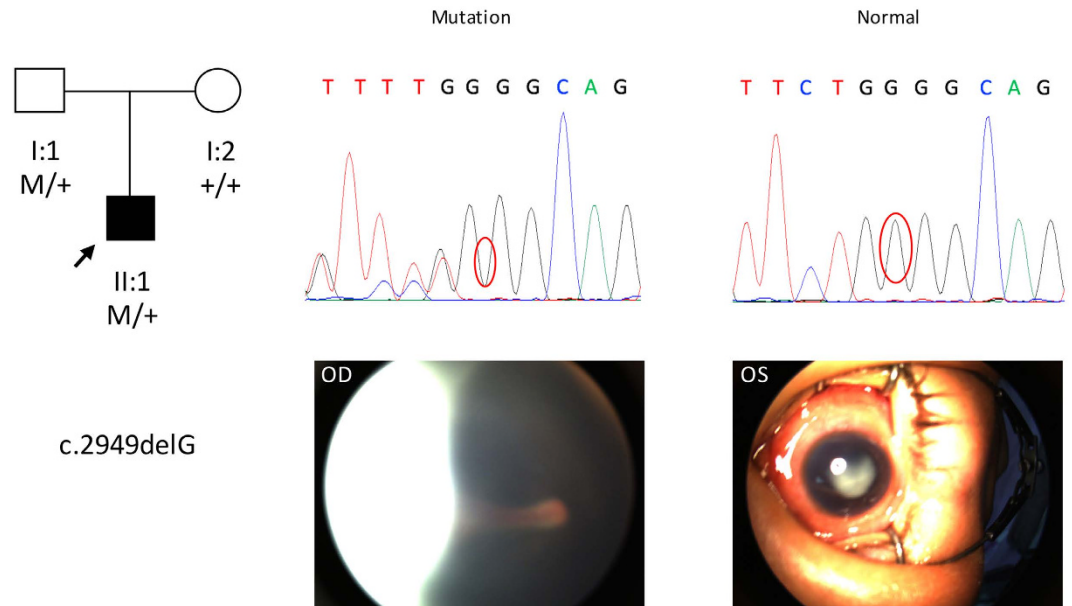 Mutation
Normal
T T T T G G G G C A G
T T C T G G G G C A G
I:1
M/+
I:2
+/+
II:1
M/+
c.2949delG
OD
OS